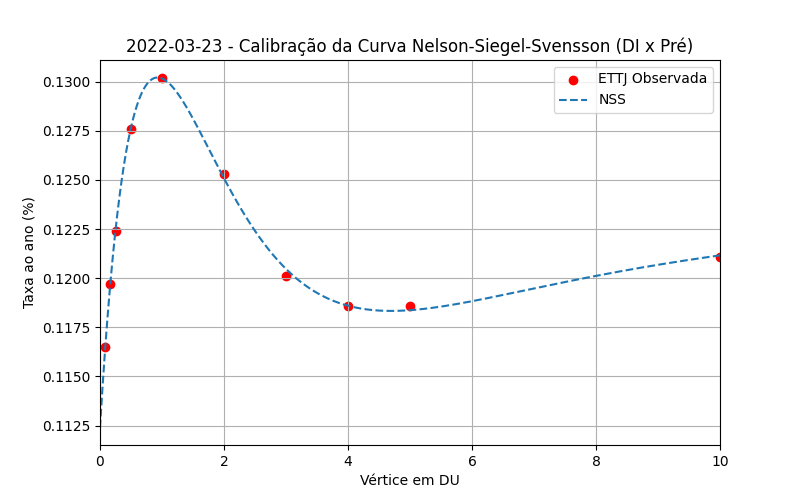 2022-03-23 - Calibração da Curva Nelson-Siegel-Svensson (DI x Pré)
ETTJ Observada
NSS
Taxa ao ano (%)
0.1300
0.1275
0.1250
0.1225
0.1200
0.1175
0.1150
0.1125
0 2 4 6 8 10
Vértice em DU